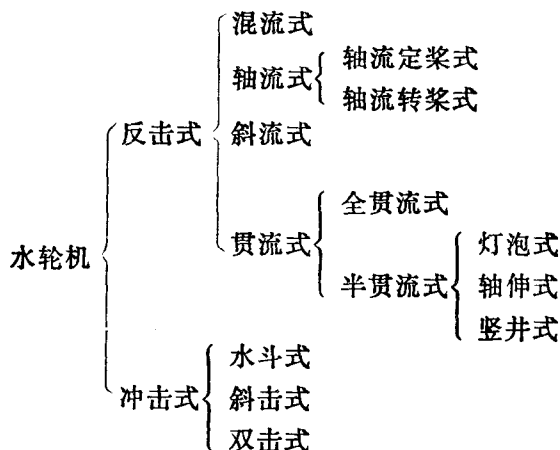 混流式
轴流定桨式
轴流式
轴流转桨式
反击式
斜流式
全贯流式
贯流式
灯泡式
水轮机
半贯流式
轴伸式
竖井式
水斗式
冲击式
斜击式
双击式